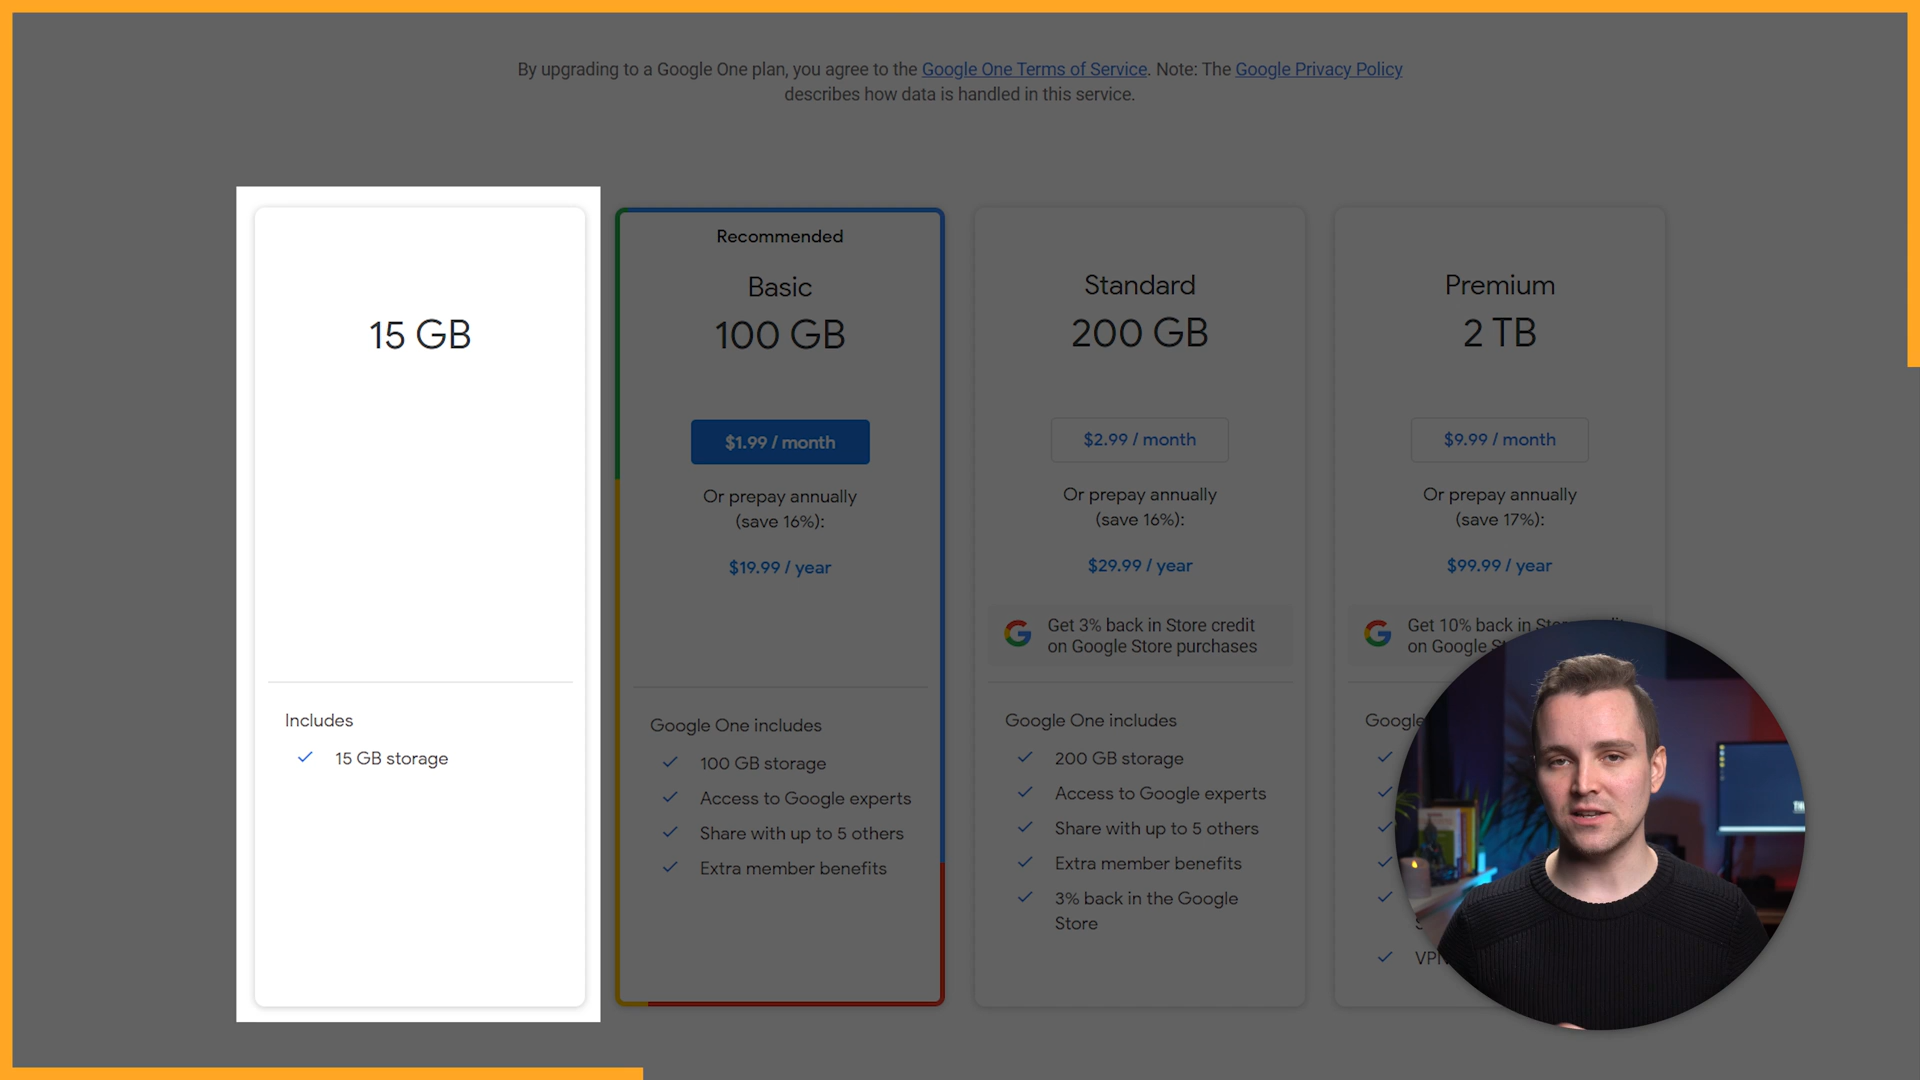 By upgrading to a Google One plan, you agree to the Google One Terms of Service. Note: The Google Privacy Policy
describes how data is handled in this service.
15 GB
Includes
15 GB storage
Recommended
Basic
100 GB
$1.99 / month
Or prepay annually
(save 16%):
$19.99 / year
Google One includes
100 GB storage
Access to Google experts
Share with up to 5 others
Extra member benefits
Standard
200 GB
$2.99 / month
Or prepay annually
(save 16%):
$29.99 / year
Get 3% back in Store credit
on Google Store purchases
Google One includes
200 GB storage
Access to Google experts
Share with up to 5 others
Extra member benefits
3% back in the Google
Store
Premium
2 TB
$9.99 / month
Or prepay annually
(save 17%):
$99.99 / year
Get 10% back in
on Google
Google
VPN